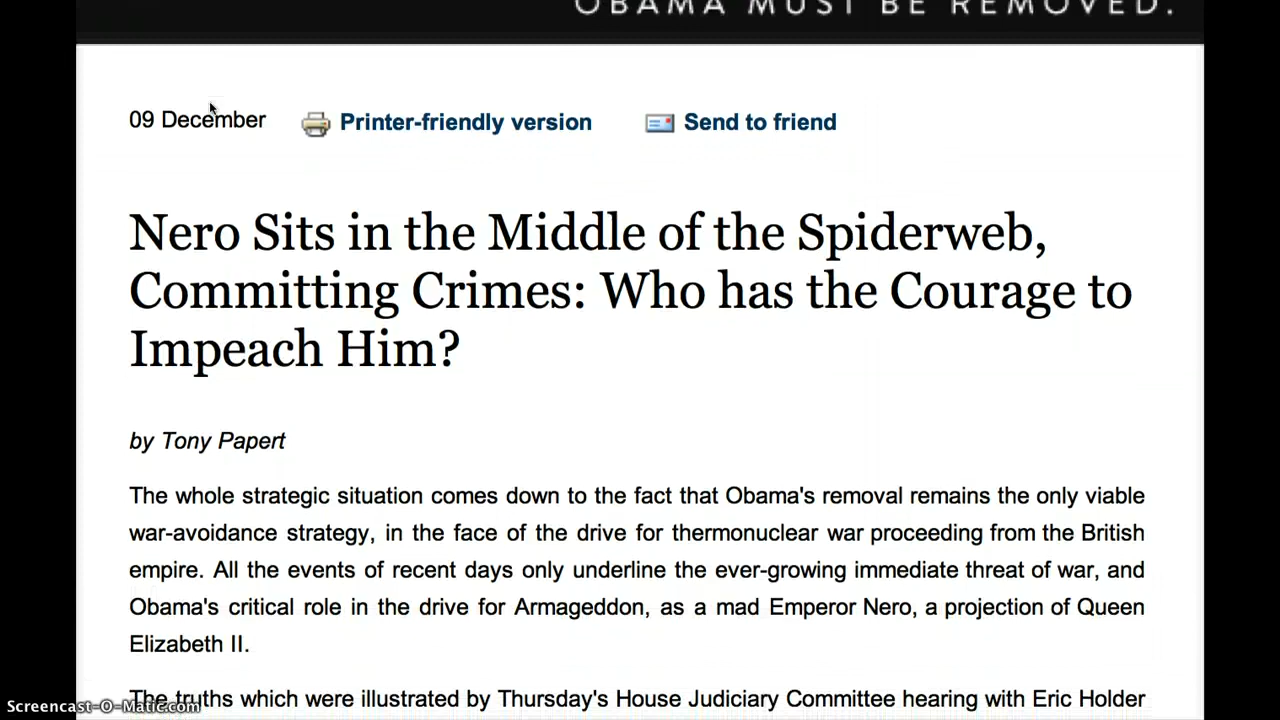 OBAMA MUST BE REMOVED.
09 December Printer-friendly version Send to friend
Nero Sits in the Middle of the Spiderweb,
Committing Crimes: Who has the Courage to
Impeach Him?
by Tony Papert
The whole strategic situation comes down to the fact that Obama's removal remains the only viable
war-avoidance strategy, in the face of the drive for thermonuclear war proceeding from the British
empire. All the events of recent days only underline the ever-growing immediate threat of war, and
Obama's critical role in the drive for Armageddon, as a mad Emperor Nero, a projection of Queen
Elizabeth II.
The truths which were illustrated by Thursday's House Judiciary Committee hearing with Eric Holder
Screencast-O-Matic.com